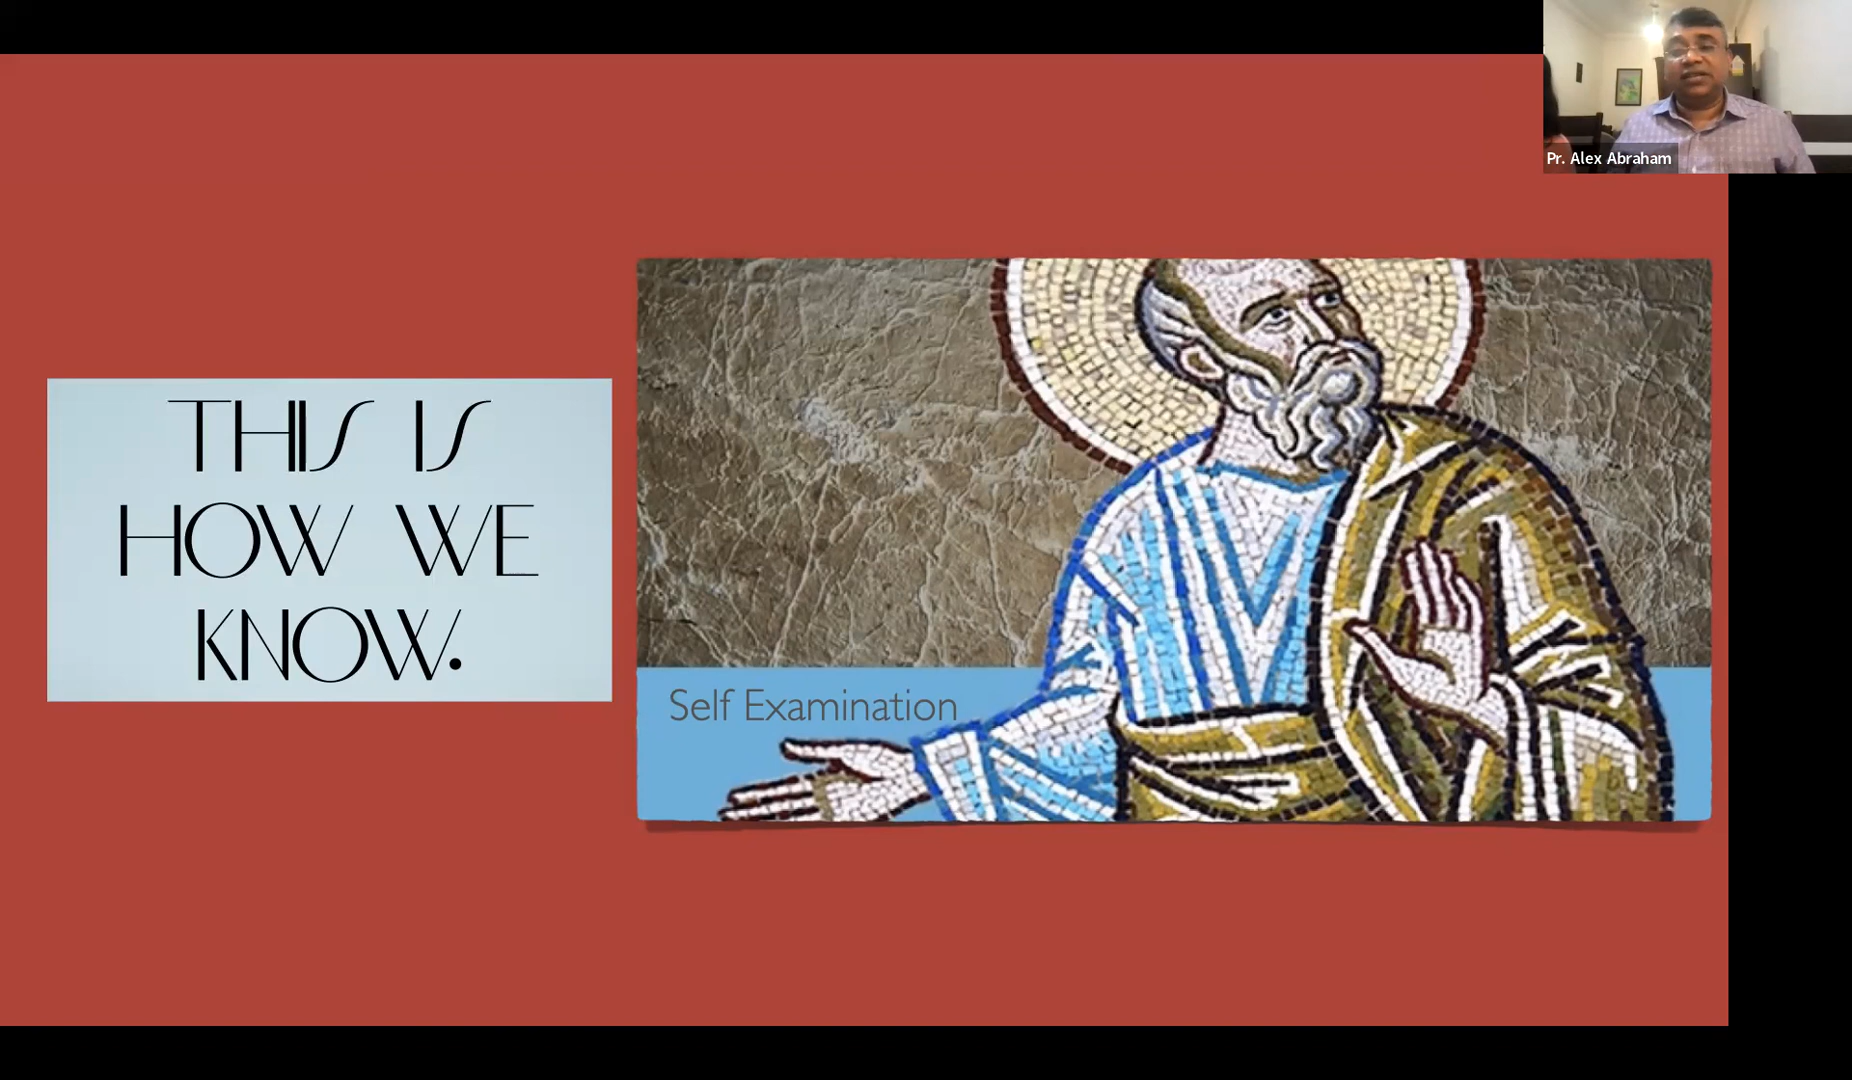 Pr. Alex Abraham
THIS IS
HOW WE
KNOW.
Self Examination